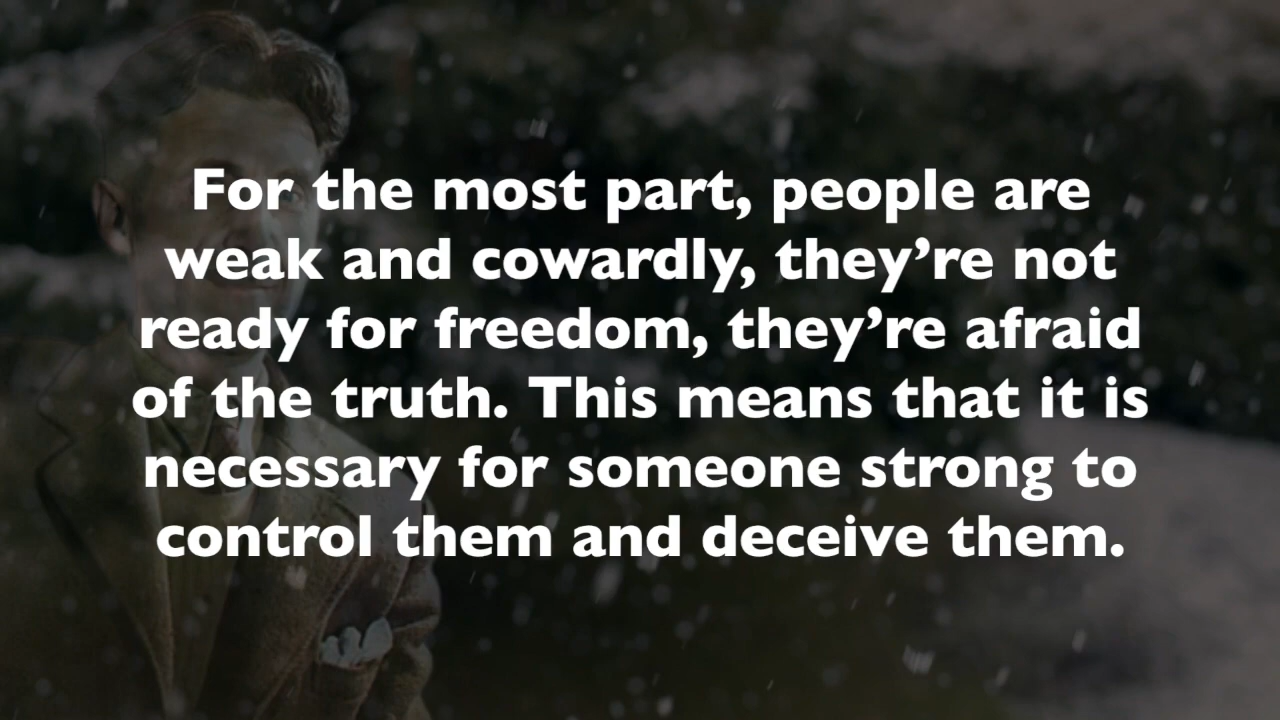 For the most part, people are
weak and cowardly, they’re not
ready for freedom, they’re afraid
of the truth. This means that it is
necessary for someone strong to
control them and deceive them.